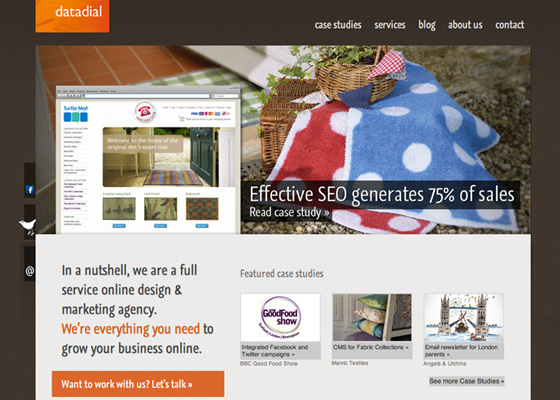 datadial
case studies services blog about us contact
Turtle Mat
Welcome to the home of the
original dirt trapper mat
Effective SEO generates 75% of sales
Read case study »
@
In a nutshell, we are a full
service online design &
marketing agency.
We're everything you need to
grow your business online.
Want to work with us? Let's talk »
Featured case studies
BBC
GoodFood
show
Integrated Facebook and
Twitter campaigns »
BBC Good Food Show
CMS for Fabric Collections »
Marvic Textiles
Email newsletter for London
parents »
Angels & Urchins
See more Case Studies »